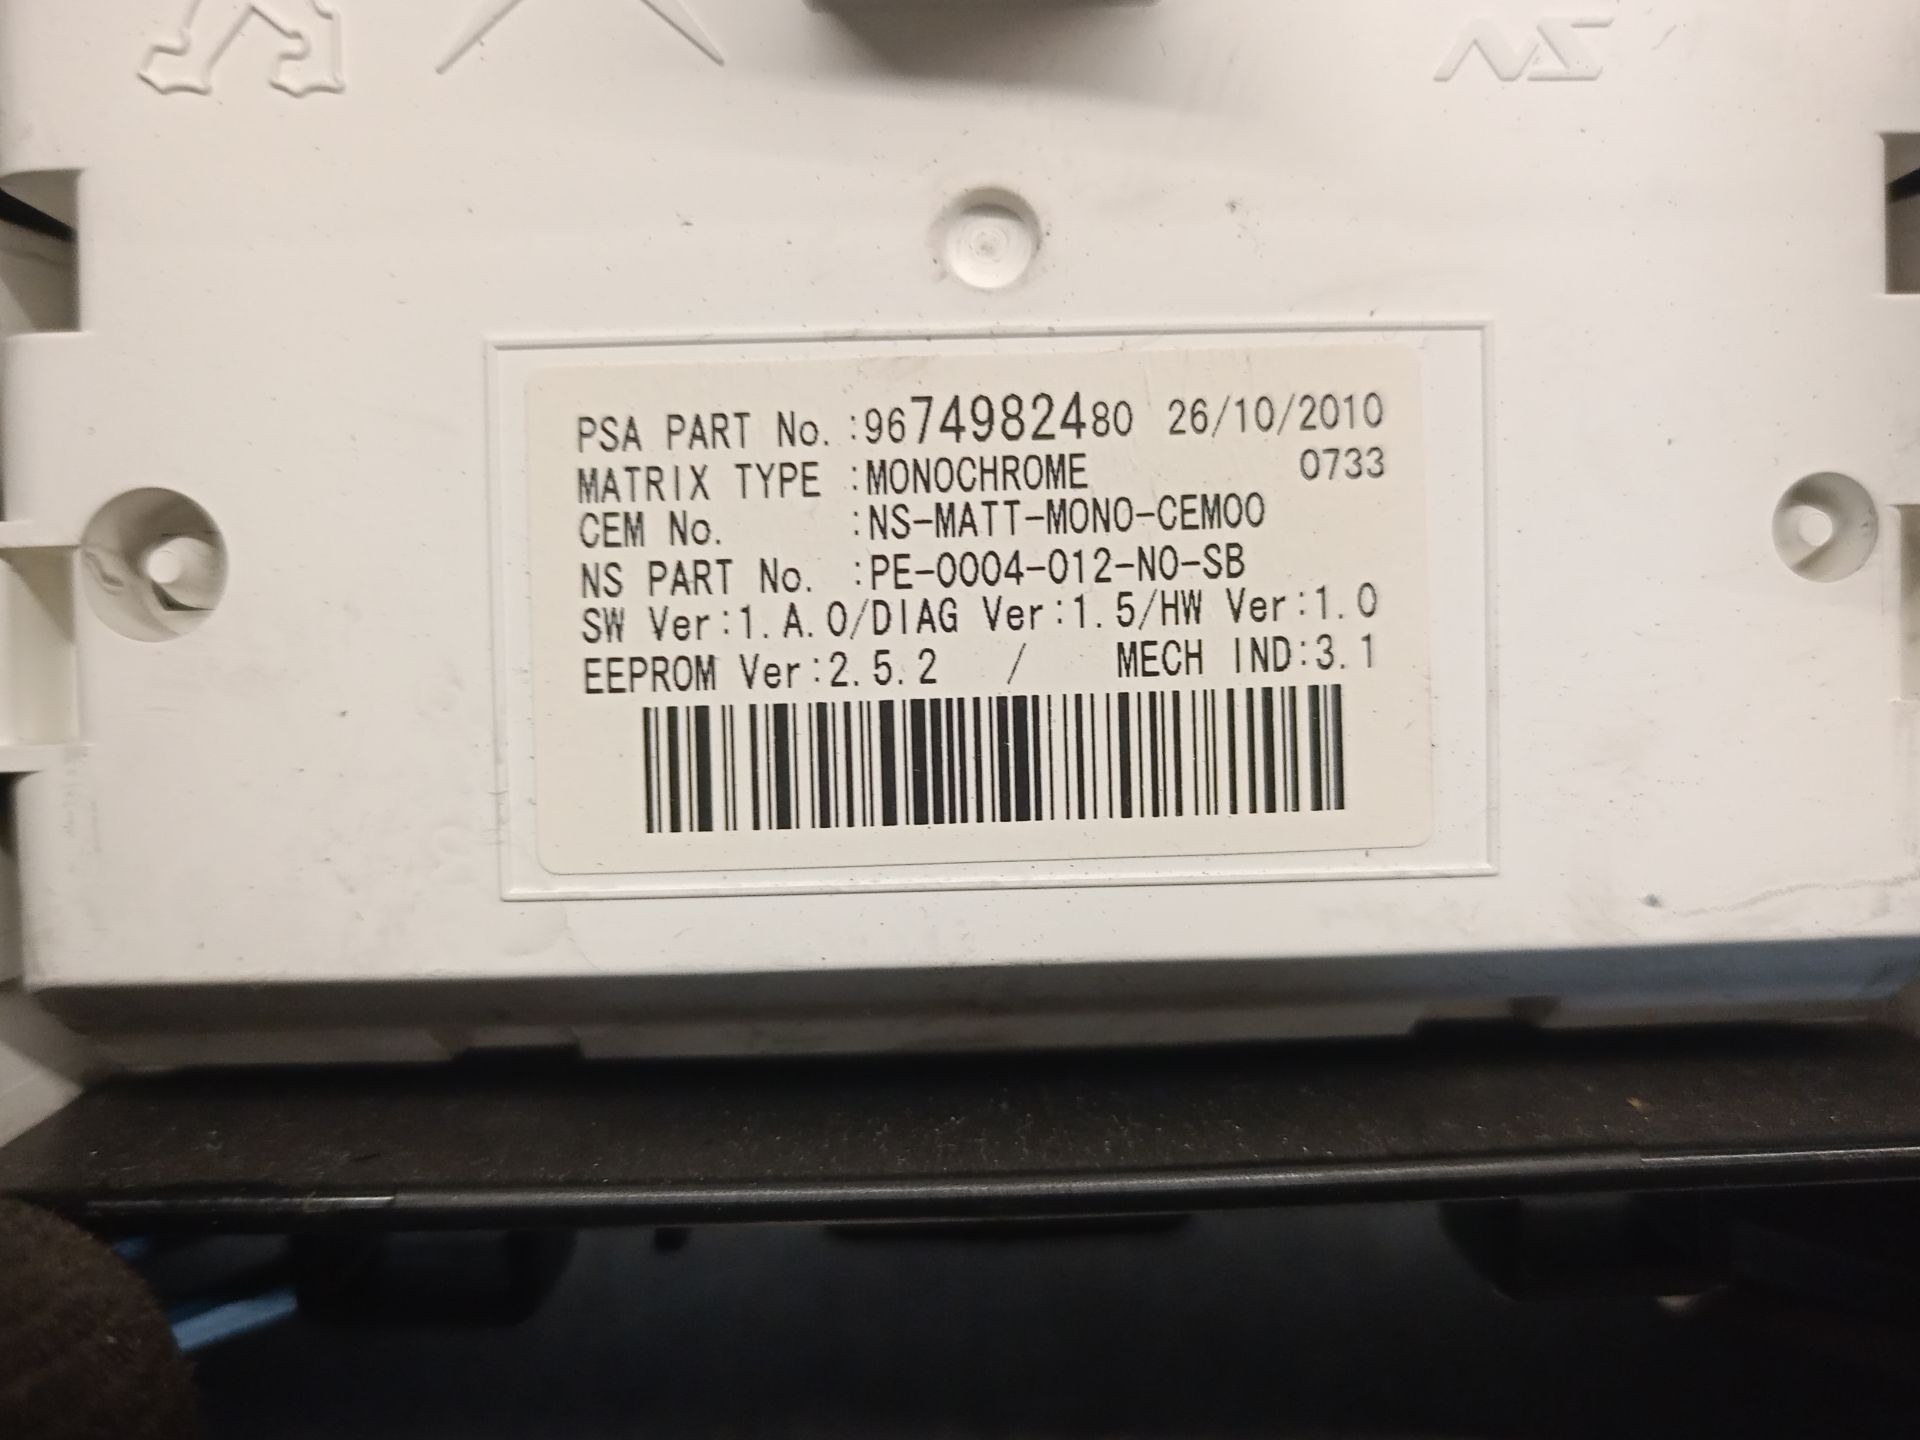 NS
PSA PART No. :9674982480 26/10/2010
MATRIX TYPE :MONOCHROME 0733
CEM No. :NS-MATT-MONO-CEM00
NS PART No. :PE-0004-012-NO-SB
SW Ver:1.A.0/DIAG Ver:1.5/HW Ver:1.0
EEPROM Ver:2.5.2 / MECH IND:3.1